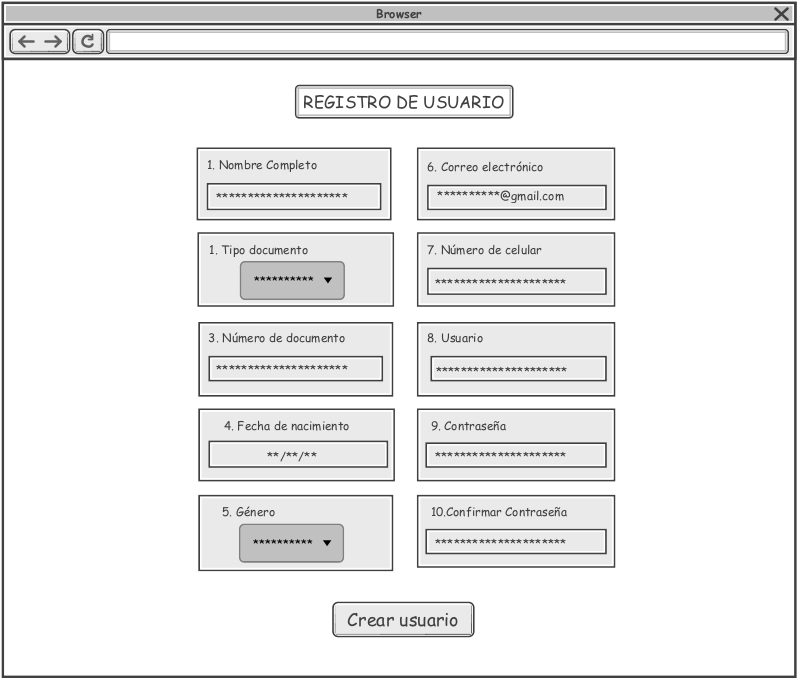 Browser
REGISTRO DE USUARIO
1. Nombre Completo
*********************
1. Tipo documento
**********
3. Número de documento
*********************
4. Fecha de nacimiento
**/**/**
5. Género
**********
6. Correo electrónico
**********@gmail.com
7. Número de celular
*********************
8. Usuario
*********************
9. Contraseña
*********************
10.Confirmar Contraseña
*********************
Crear usuario